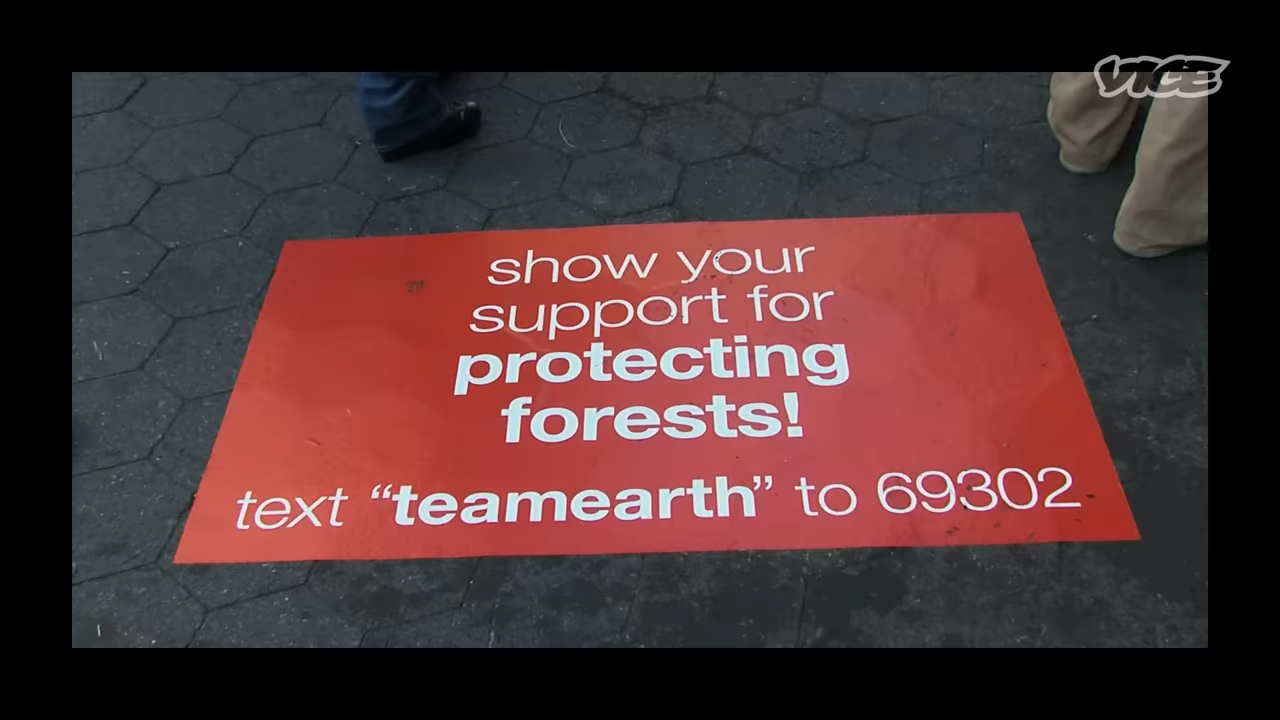 VICE
show your
support for
protecting
forests!
text “teamearth” to 69302